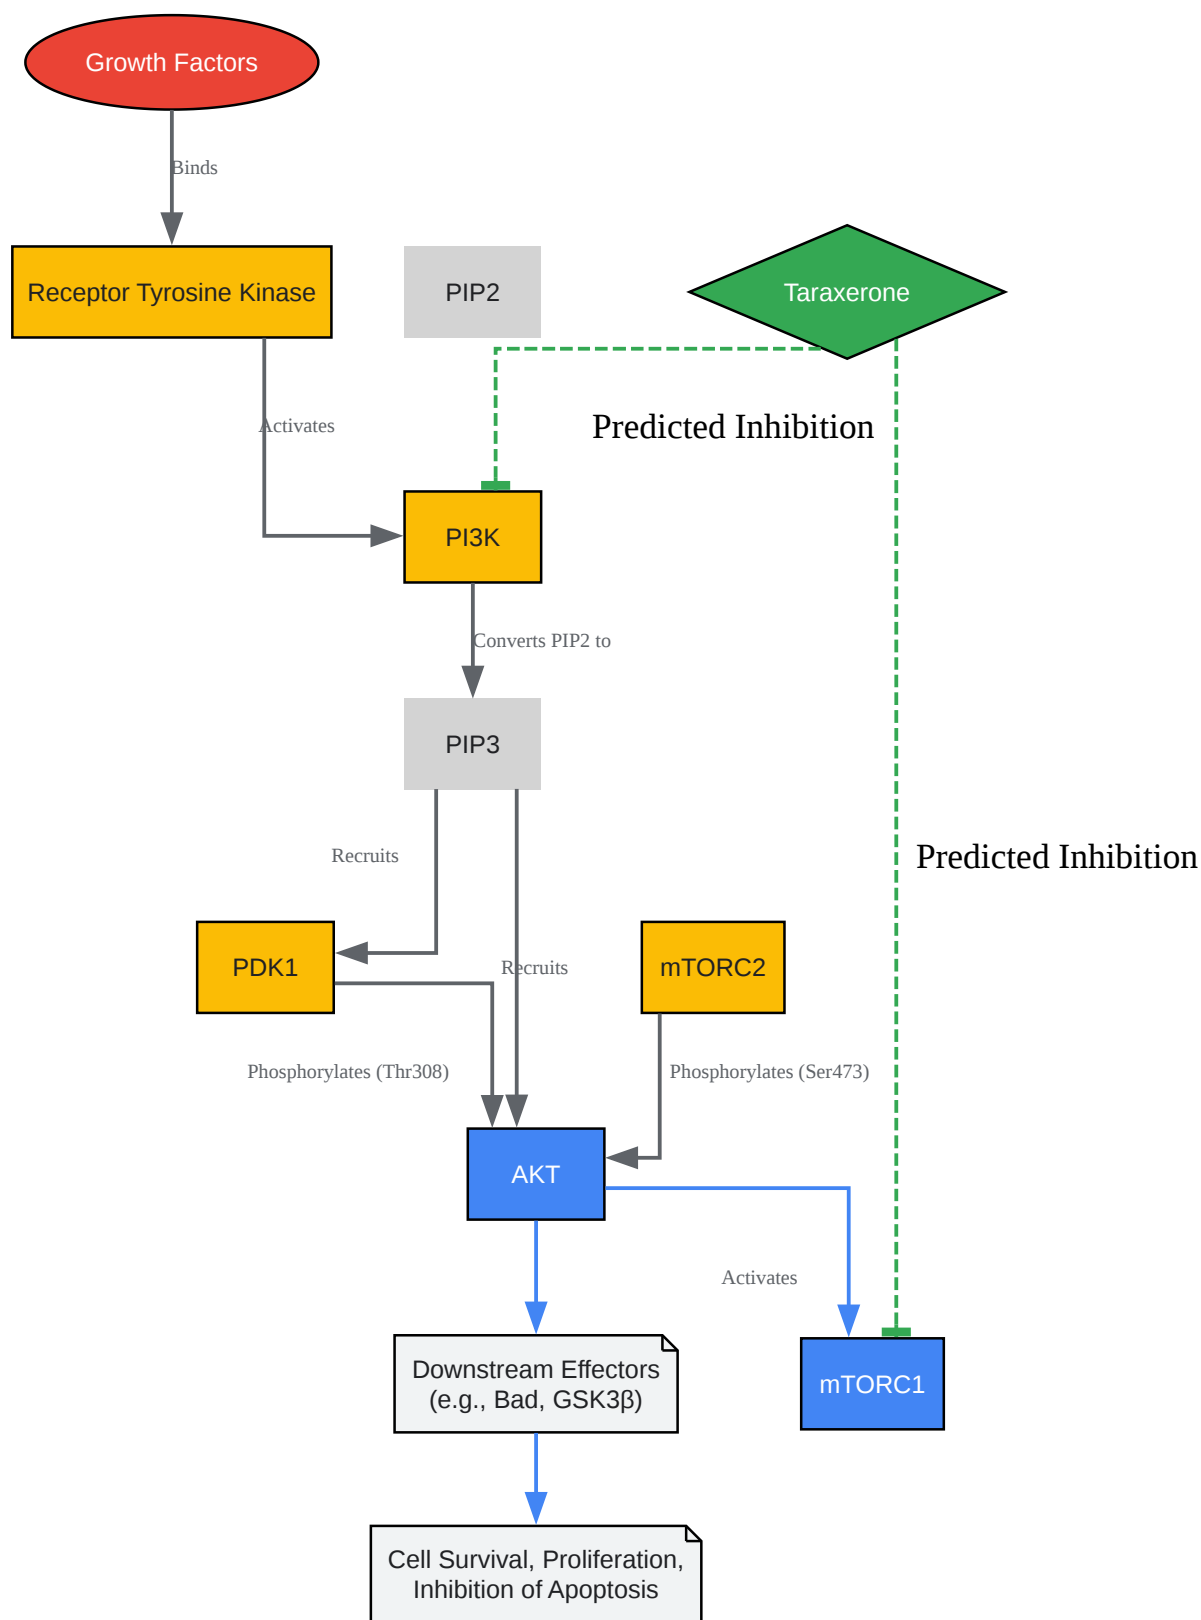 Growth Factors
Binds
Receptor Tyrosine Kinase
PIP2
Taraxerone
Activates
Predicted Inhibition
PI3K
Converts PIP2 to
PIP3
Recruits
Predicted Inhibition
PDK1
Recruits
mTORC2
Phosphorylates (Thr308)
Phosphorylates (Ser473)
AKT
Activates
Downstream Effectors
(e.g., Bad, GSK3β)
mTORC1
Cell Survival, Proliferation,
Inhibition of Apoptosis